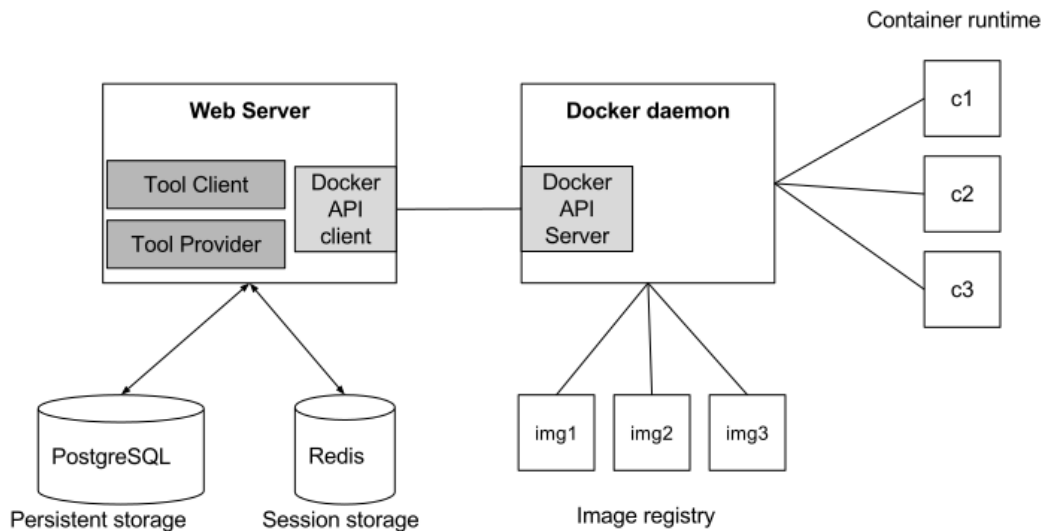 Container runtime
Web Server
Tool Client
Tool Provider
Docker
API
client
Docker daemon
Docker
API
Server
c1
c2
c3
PostgreSQL
Persistent storage
Redis
Session storage
img1
img2
img3
Image registry